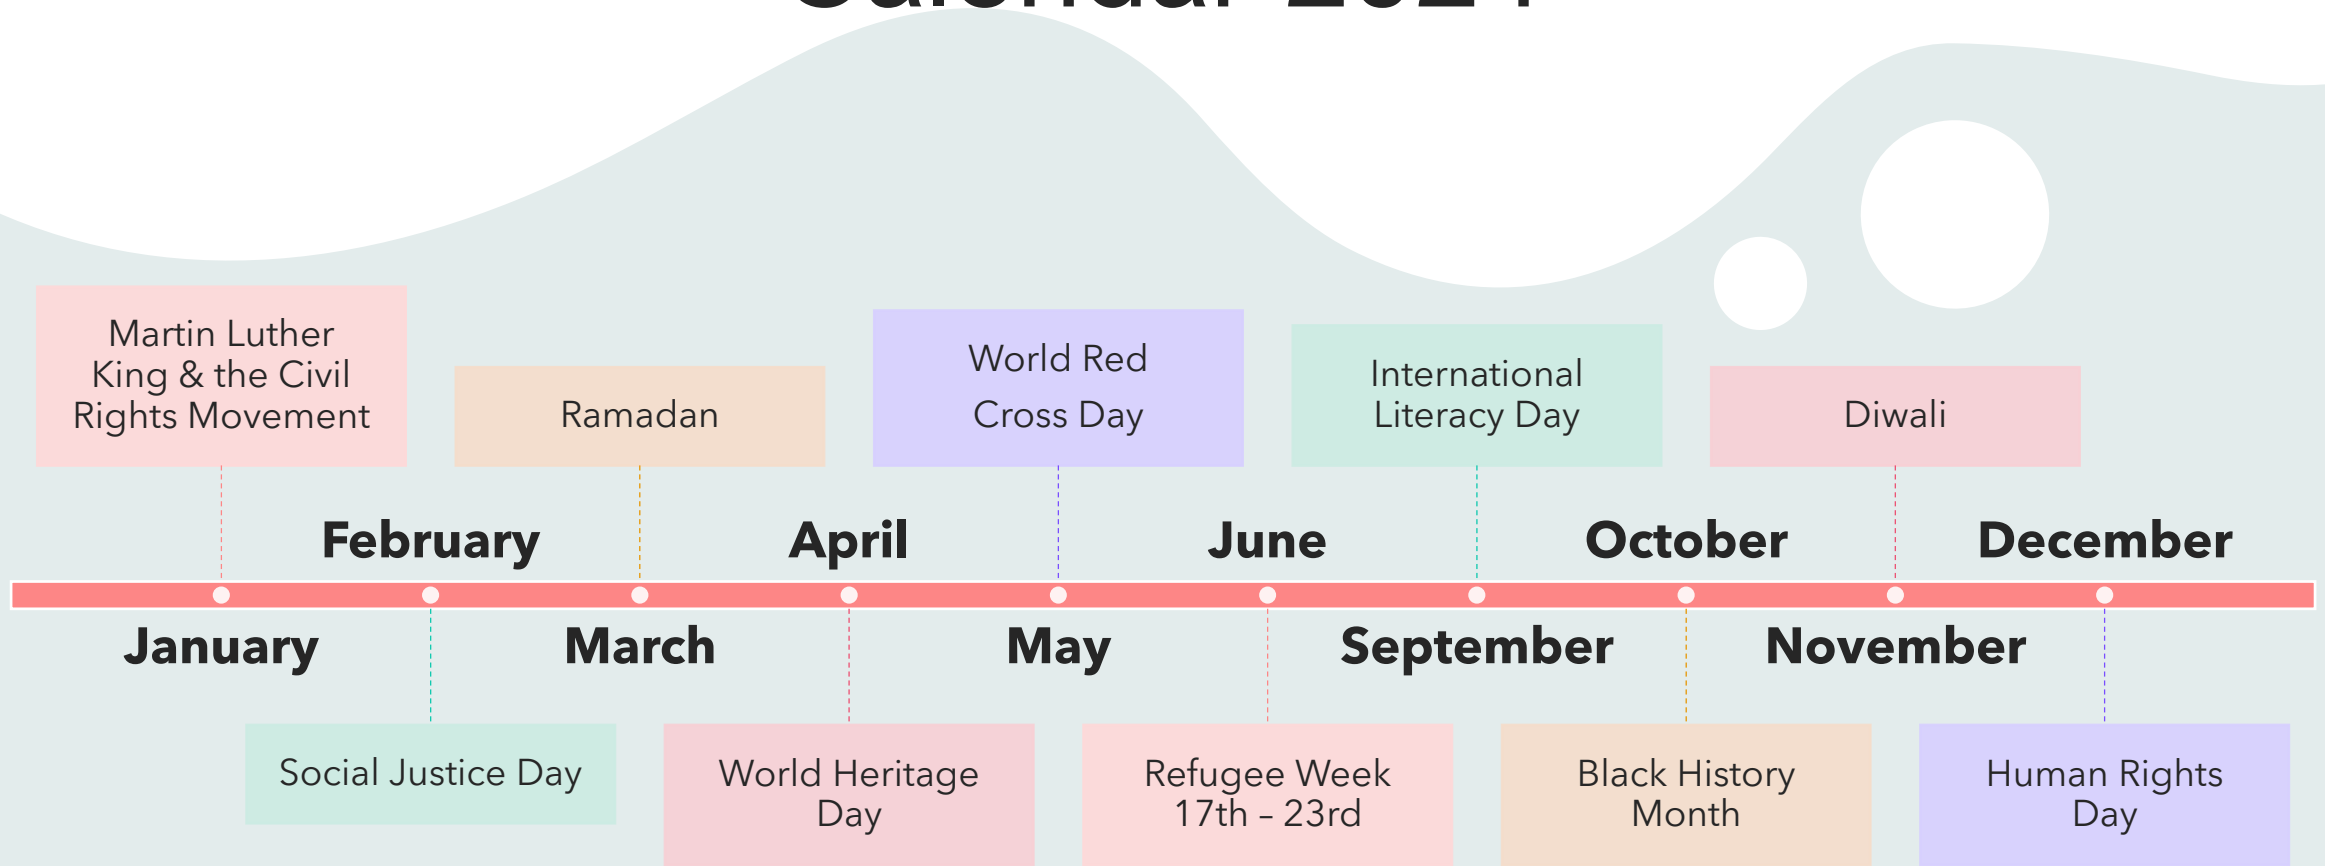 Calendar 2024
Martin Luther
King & the Civil
Rights Movement
Ramadan
World Red
Cross Day
International
Literacy Day
Diwali
February
April
June
October
December
January
March
May
September
November
Social Justice Day
World Heritage
Day
Refugee Week
17th – 23rd
Black History
Month
Human Rights
Day